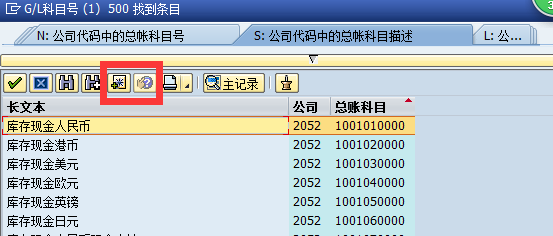 G/L科目号 (1)  500 找到条目
N: 公司代码中的总帐科目号
S: 公司代码中的总帐科目描述
L: 公...
主记录
长文本 公司 总账科目
库存现金人民币 2052 1001010000
库存现金港币 2052 1001020000
库存现金美元 2052 1001030000
库存现金欧元 2052 1001040000
库存现金英镑 2052 1001050000
库存现金日元 2052 1001060000